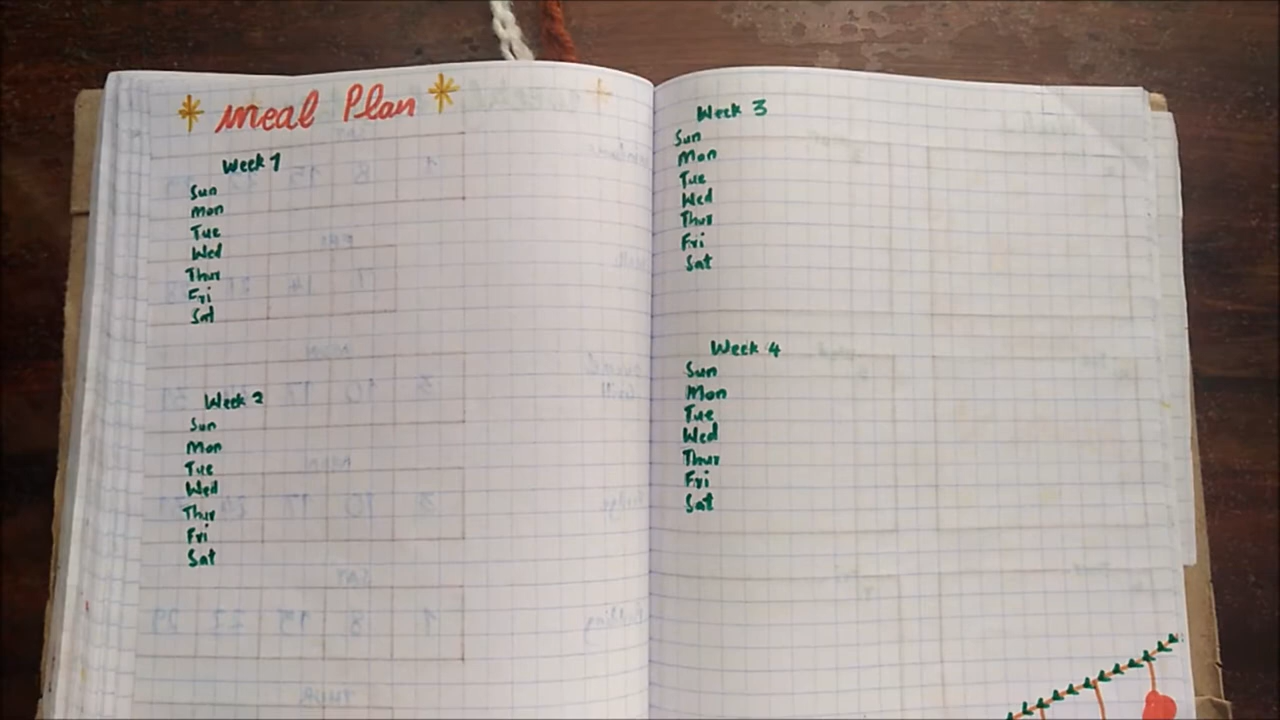 meal Plan
Week 1
Sun
Mon
Tue
Wed
Thur
Fri
Sat
Week 2
Sun
Mon
Tue
Wed
Thur
Fri
Sat
Week 3
Sun
Mon
Tue
Wed
Thur
Fri
Sat
Week 4
Sun
Mon
Tue
Wed
Thur
Fri
Sat